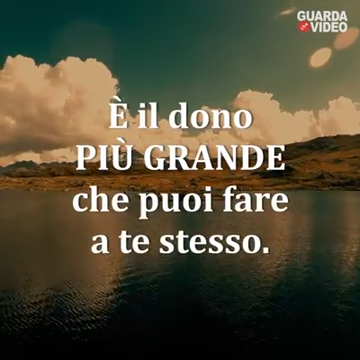 GUARDA
VIDEO
È il dono
PIÙ GRANDE
che puoi fare
a te stesso.